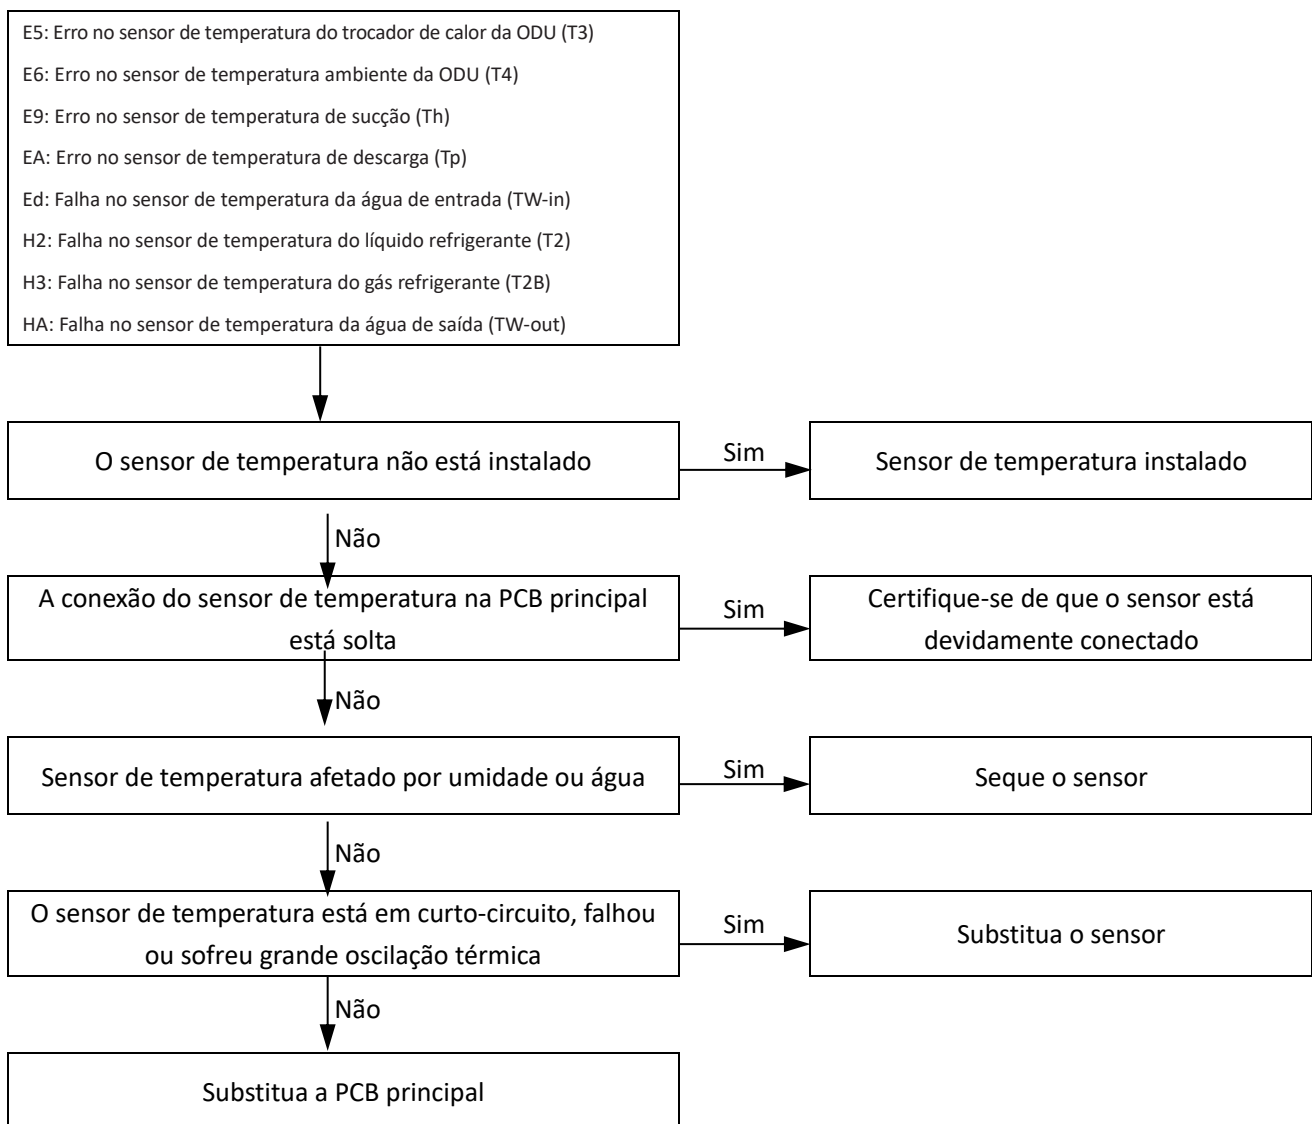 E5: Erro no sensor de temperatura do trocador de calor da ODU (T3)
E6: Erro no sensor de temperatura ambiente da ODU (T4)
E9: Erro no sensor de temperatura de sucção (Th)
EA: Erro no sensor de temperatura de descarga (Tp)
Ed: Falha no sensor de temperatura da água de entrada (TW-in)
H2: Falha no sensor de temperatura do líquido refrigerante (T2)
H3: Falha no sensor de temperatura do gás refrigerante (T2B)
HA: Falha no sensor de temperatura da água de saída (TW-out)
O sensor de temperatura não está instalado
Sim
Sensor de temperatura instalado
Não
A conexão do sensor de temperatura na PCB principal
está solta
Sim
Certifique-se de que o sensor está
devidamente conectado
Não
Sensor de temperatura afetado por umidade ou água
Sim
Seque o sensor
Não
O sensor de temperatura está em curto-circuito, falhou
ou sofreu grande oscilação térmica
Sim
Substitua o sensor
Não
Substitua a PCB principal